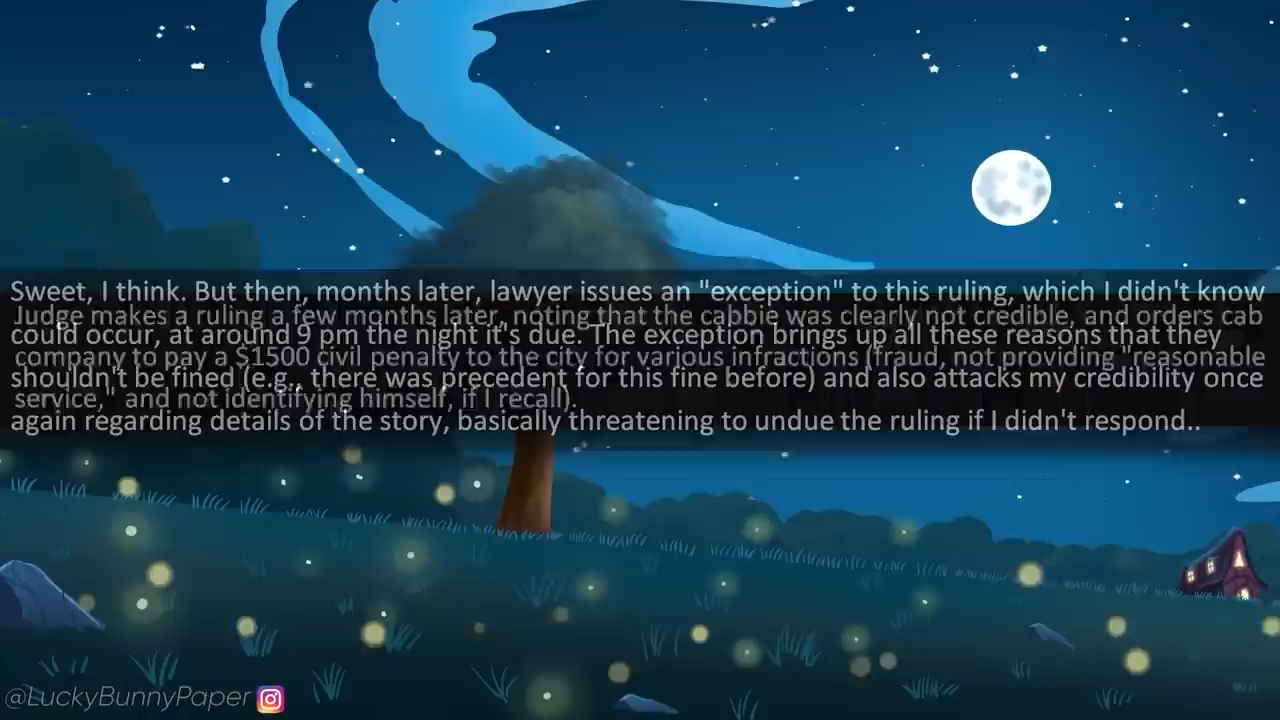 Sweet, I think. But then, months later, lawyer issues an "exception" to this ruling, which I didn't know
Judge makes a ruling a few months later, noting that the cabbie was clearly not credible, and orders cab
could occur, at around 9 pm the night it's due. The exception brings up all these reasons that they
company to pay a $1500 civil penalty to the city for various infractions (fraud, not providing "reasonable
shouldn't be fined (e.g., there was precedent for this fine before) and also attacks my credibility once
service," and not identifying himself, if I recall).
again regarding details of the story, basically threatening to undue the ruling if I didn't respond..
@LuckyBunnyPaper